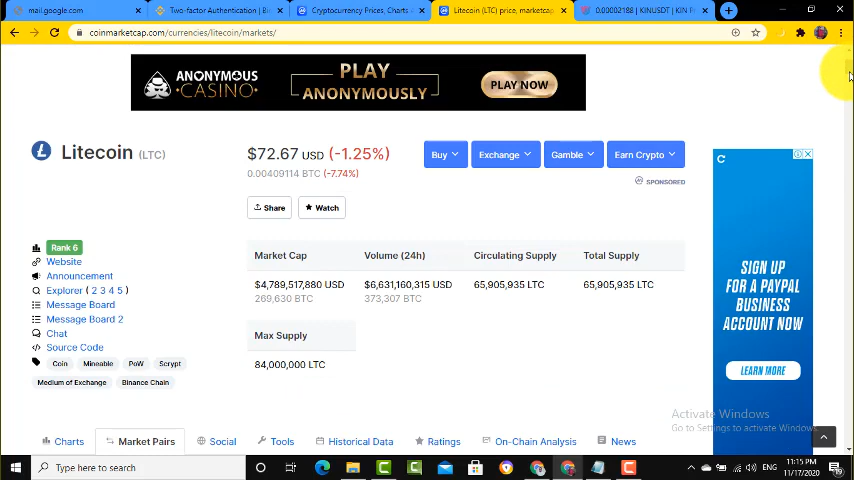 mail.google.com
Two-factor Authentication | Bi
Cryptocurrency Prices, Charts
Litecoin (LTC) price, marketcap
0.00002188 | KINUSDT | KIN P
coinmarketcap.com/currencies/litecoin/markets/
ANONYMOUS CASINO
PLAY ANONYMOUSLY
PLAY NOW
Litecoin (LTC)
$72.67 USD (-1.25%)
0.00409114 BTC (-7.74%)
Buy
Exchange
Gamble
Earn Crypto
SPONSORED
Share
Watch
Rank 6
Website
Announcement
Explorer ( 2 3 4 5 )
Message Board
Message Board 2
Chat
Source Code
Coin Mineable PoW Scrypt
Medium of Exchange Binance Chain
Market Cap Volume (24h) Circulating Supply Total Supply
$4,789,517,880 USD $6,631,160,315 USD 65,905,935 LTC 65,905,935 LTC
269,630 BTC 373,307 BTC
Max Supply
84,000,000 LTC
SIGN UP
FOR A PAYPAL
BUSINESS
ACCOUNT NOW
LEARN MORE
Activate Windows
Go to Settings to activate Windows.
Charts Market Pairs Social Tools Historical Data Ratings On-Chain Analysis News
Type here to search
ENG
11:15 PM
11/17/2020